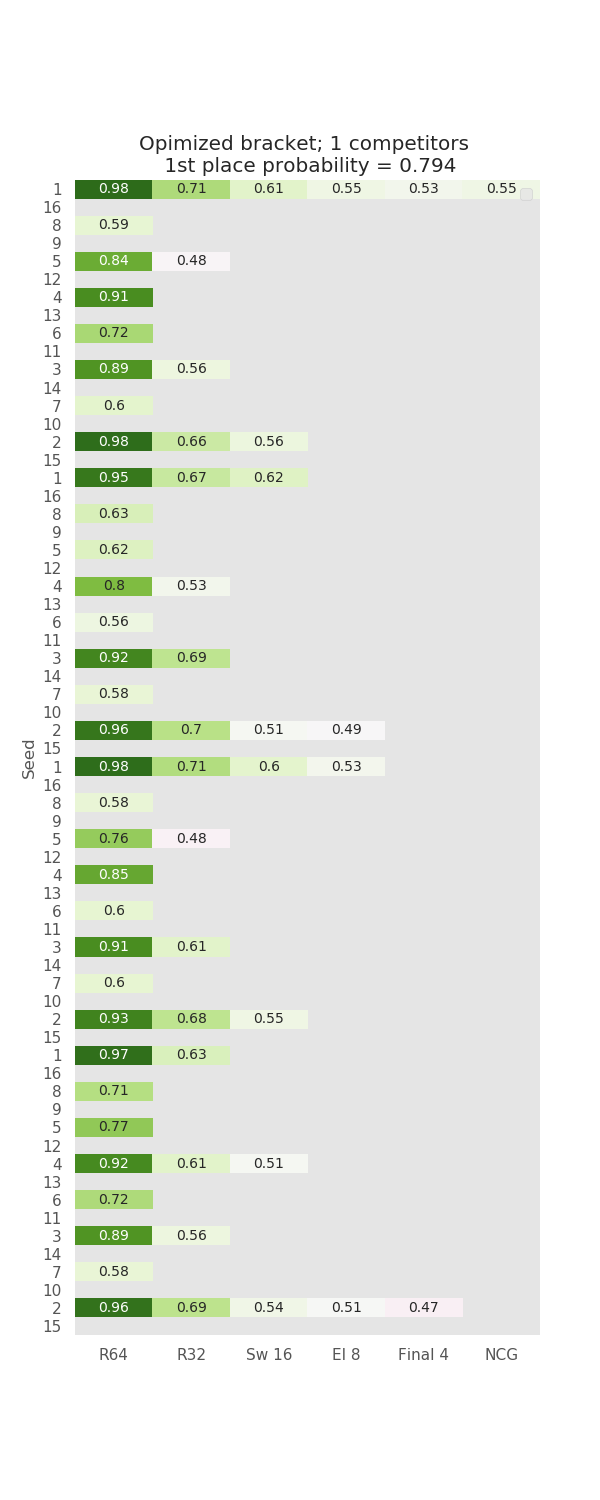 Opimized bracket; 1 competitors
1st place probability = 0.794
1 0.98 0.71 0.61 0.55 0.53 0.55
16
8 0.59
9
5 0.84 0.48
12
4 0.91
13
6 0.72
11
3 0.89 0.56
14
7 0.6
10
2 0.98 0.66 0.56
15
1 0.95 0.67 0.62
16
8 0.63
9
5 0.62
12
4 0.8 0.53
13
6 0.56
11
3 0.92 0.69
14
7 0.58
10
2 0.96 0.7 0.51 0.49
15
Seed
1 0.98 0.71 0.6 0.53
16
8 0.58
9
5 0.76 0.48
12
4 0.85
13
6 0.6
11
3 0.91 0.61
14
7 0.6
10
2 0.93 0.68 0.55
15
1 0.97 0.63
16
8 0.71
9
5 0.77
12
4 0.92 0.61 0.51
13
6 0.72
11
3 0.89 0.56
14
7 0.58
10
2 0.96 0.69 0.54 0.51 0.47
15
R64 R32 Sw 16 El 8 Final 4 NCG